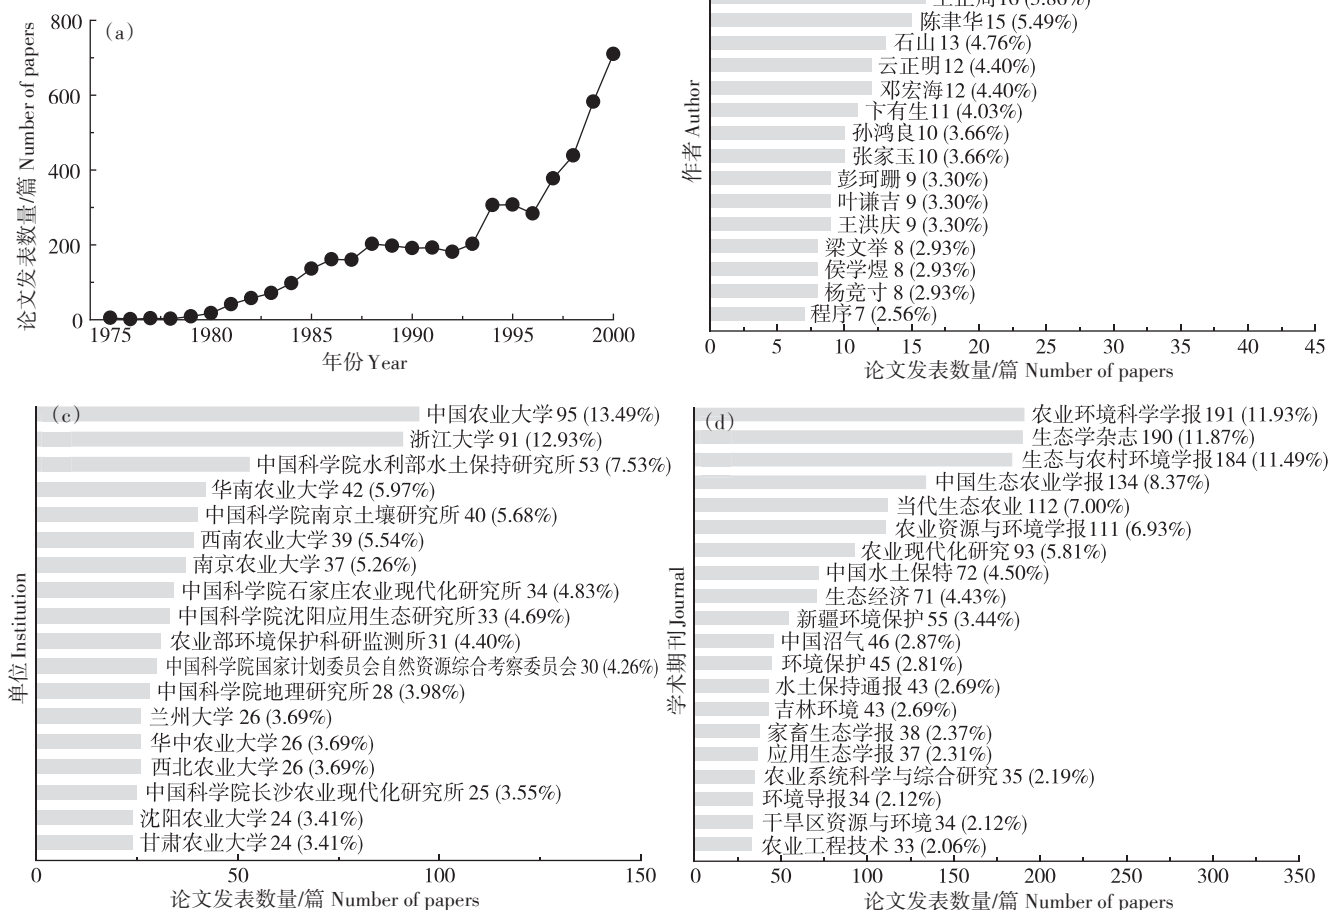 (a)
论文发表数量/篇 Number of papers
800
600
400
200
0
1975 1980 1985 1990 1995 2000
年份 Year
作者 Author
陈聿华 15 (5.49%)
石山 13 (4.76%)
云正明 12 (4.40%)
邓宏海 12 (4.40%)
卞有生 11 (4.03%)
孙鸿良 10 (3.66%)
张家玉 10 (3.66%)
彭珂珊 9 (3.30%)
叶谦吉 9 (3.30%)
王洪庆 9 (3.30%)
梁文举 8 (2.93%)
侯学煜 8 (2.93%)
杨竞寸 8 (2.93%)
程序 7 (2.56%)
0 5 10 15 20 25 30 35 40 45
论文发表数量/篇 Number of papers
(c)
单位 Institution
中国农业大学 95 (13.49%)
浙江大学 91 (12.93%)
中国科学院水利部水土保持研究所 53 (7.53%)
华南农业大学 42 (5.97%)
中国科学院南京土壤研究所 40 (5.68%)
西南农业大学 39 (5.54%)
南京农业大学 37 (5.26%)
中国科学院石家庄农业现代化研究所 34 (4.83%)
中国科学院沈阳应用生态研究所 33 (4.69%)
农业部环境保护科研监测所 31 (4.40%)
中国科学院国家计划委员会自然资源综合考察委员会 30 (4.26%)
中国科学院地理研究所 28 (3.98%)
兰州大学 26 (3.69%)
华中农业大学 26 (3.69%)
西北农业大学 26 (3.69%)
中国科学院长沙农业现代化研究所 25 (3.55%)
沈阳农业大学 24 (3.41%)
甘肃农业大学 24 (3.41%)
0 50 100 150
论文发表数量/篇 Number of papers
(d)
学术期刊 Journal
农业环境科学学报 191 (11.93%)
生态学杂志 190 (11.87%)
生态与农村环境学报 184 (11.49%)
中国生态农业学报 134 (8.37%)
当代生态农业 112 (7.00%)
农业资源与环境学报 111 (6.93%)
农业现代化研究 93 (5.81%)
中国水土保特 72 (4.50%)
生态经济 71 (4.43%)
新疆环境保护 55 (3.44%)
中国沼气 46 (2.87%)
环境保护 45 (2.81%)
水土保持通报 43 (2.69%)
吉林环境 43 (2.69%)
家畜生态学报 38 (2.37%)
应用生态学报 37 (2.31%)
农业系统科学与综合研究 35 (2.19%)
环境导报 34 (2.12%)
干旱区资源与环境 34 (2.12%)
农业工程技术 33 (2.06%)
0 50 100 150 200 250 300 350
论文发表数量/篇 Number of papers